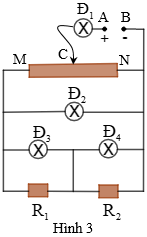 Đ₁ A B
+ -
M C N
Đ₂
Đ₃ Đ₄
R₁ R₂
Hình 3